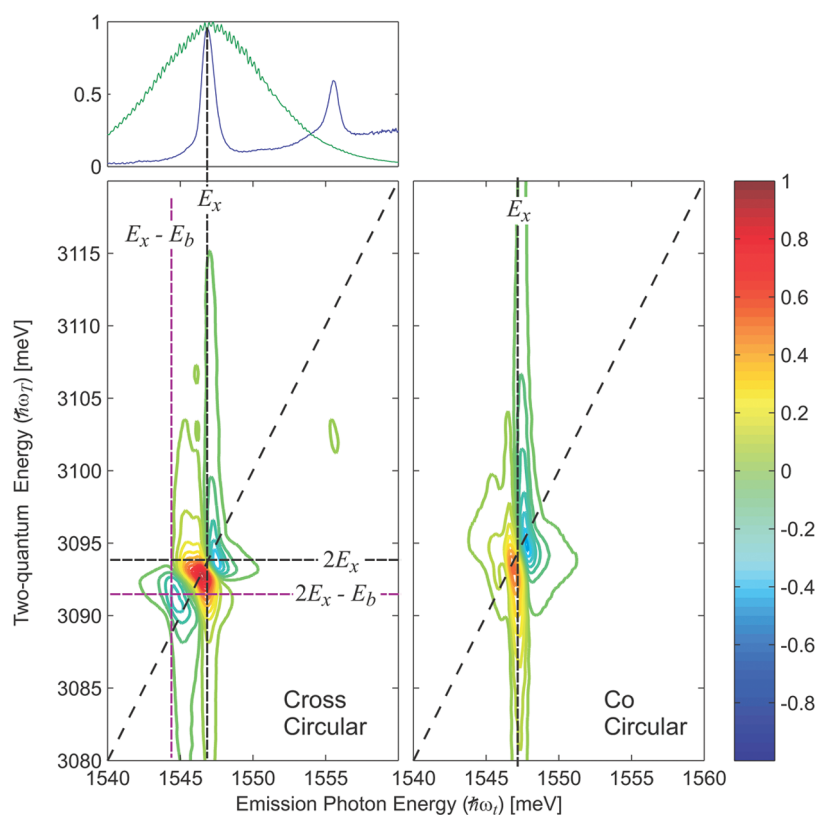 1
0.5
0
E_x
E_x - E_b
3115
3110
3105
3100
3095
3090
3085
3080
Two-quantum Energy (ℏω_T) [meV]
2E_x
2E_x - E_b
Cross
Circular
1540 1545 1550 1555
E_x
Co
Circular
1540 1545 1550 1555 1560
Emission Photon Energy (ℏω_t) [meV]
1
0.8
0.6
0.4
0.2
0
-0.2
-0.4
-0.6
-0.8